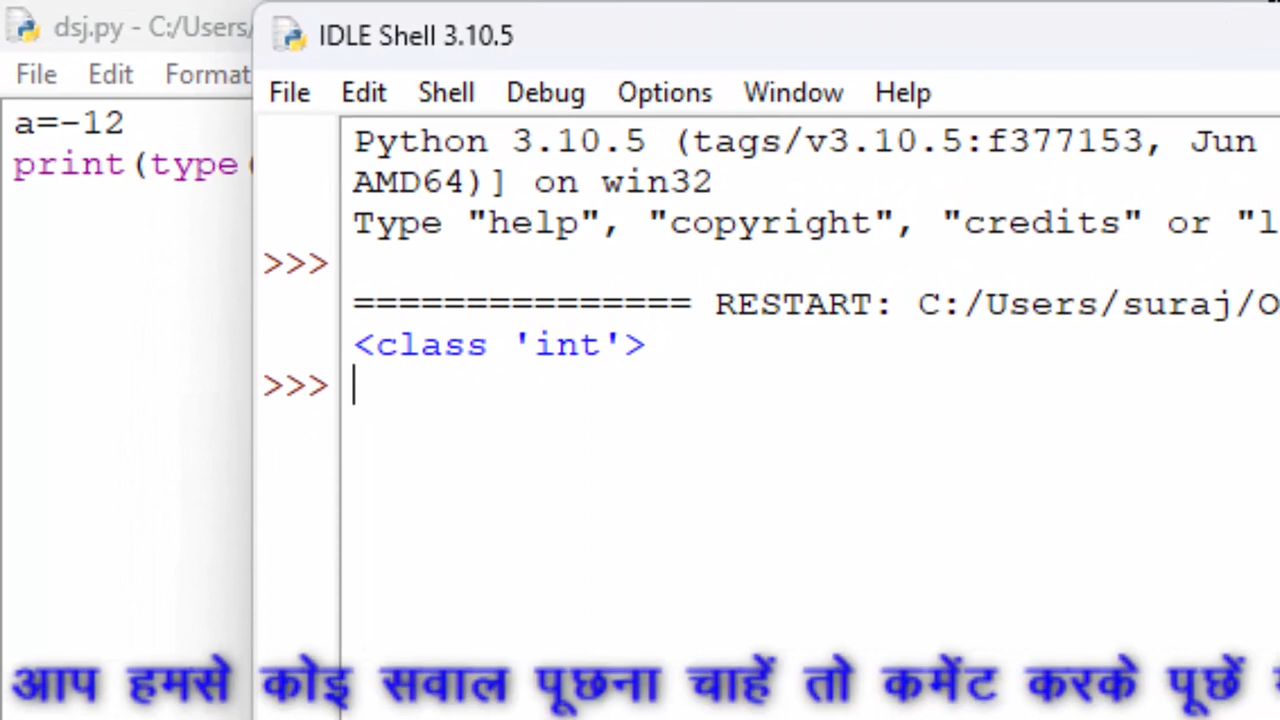 dsj.py - C:/Users/
File Edit Format
a=-12
print(type(
IDLE Shell 3.10.5
File Edit Shell Debug Options Window Help
Python 3.10.5 (tags/v3.10.5:f377153, Jun
AMD64)] on win32
Type "help", "copyright", "credits" or "l
>>>
=============== RESTART: C:/Users/suraj/O
<class 'int'>
>>>
आप हमसे कोइ सवाल पूछना चाहें तो कमेंट करके पूछें